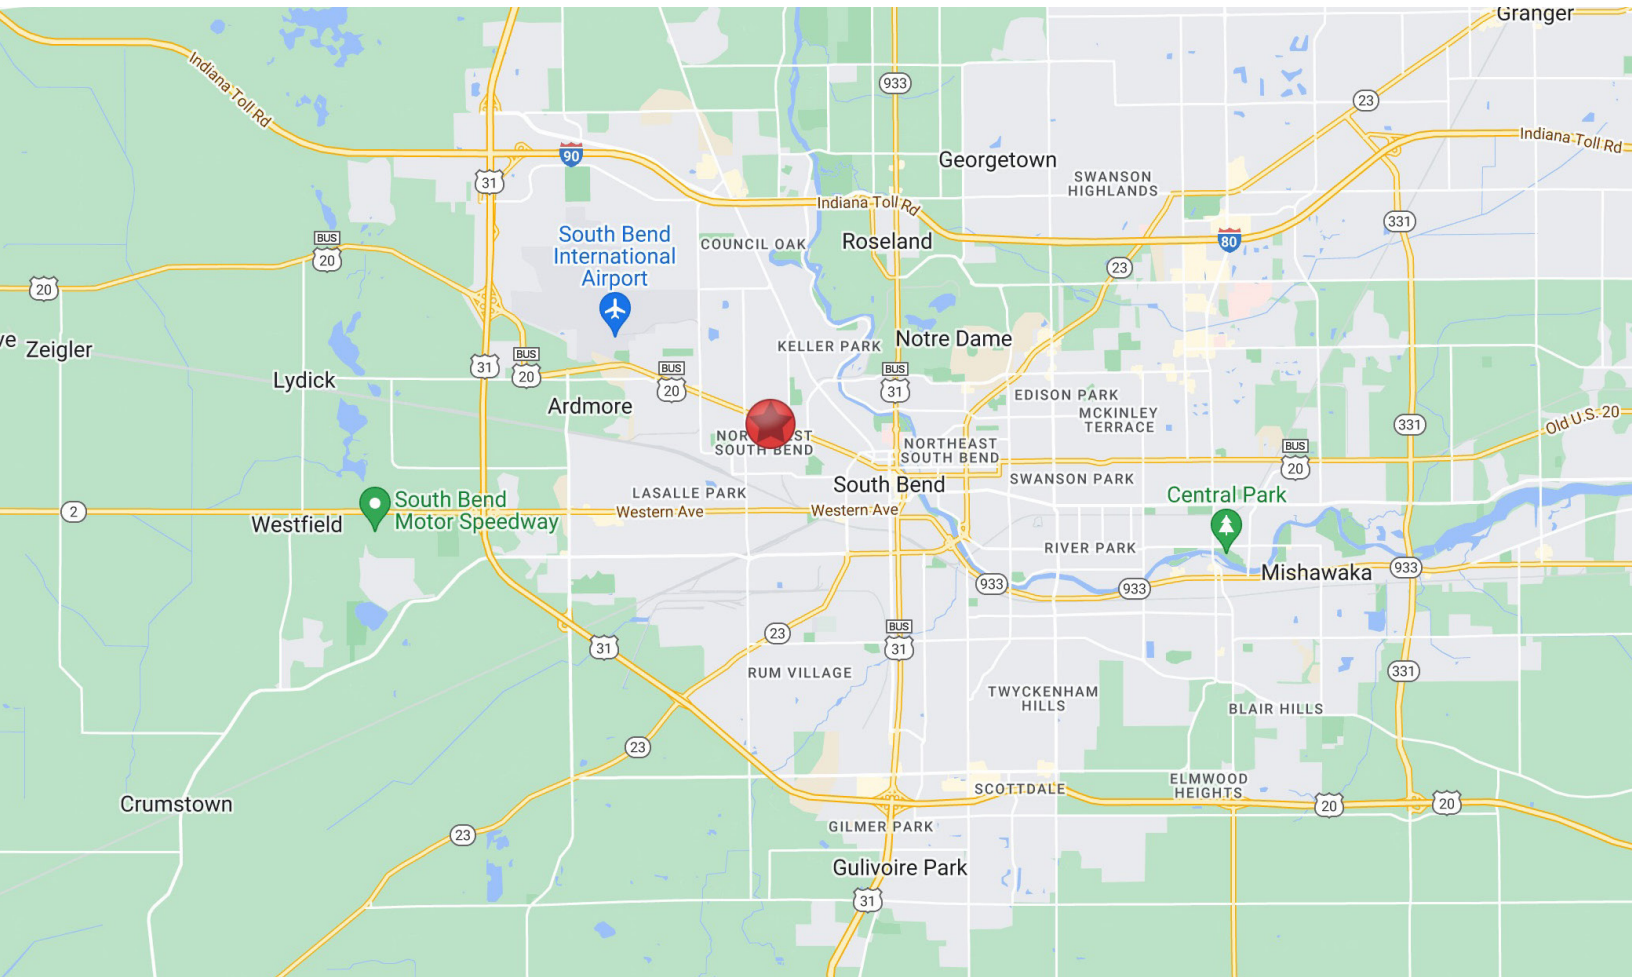 Granger
Indiana Toll Rd
933
23
Indiana Toll Rd
90
Georgetown
31
SWANSON
HIGHLANDS
Indiana Toll Rd
331
BUS
20
South Bend
International
Airport
COUNCIL OAK
Roseland
80
23
20
Zeigler
KELLER PARK
Notre Dame
31
BUS
20
BUS
20
BUS
31
Lydick
Ardmore
EDISON PARK
MCKINLEY
TERRACE
331
Old U.S. 20
SOUTH BEND
NORTHEAST
SOUTH BEND
BUS
20
South Bend
SWANSON PARK
LASALLE PARK
Central Park
2
South Bend
Motor Speedway
Westfield
Western Ave
Western Ave
RIVER PARK
Mishawaka
933
933
933
31
23
BUS
31
RUM VILLAGE
331
TWYCKENHAM
HILLS
BLAIR HILLS
23
Crumstown
SCOTTDALE
ELMWOOD
HEIGHTS
20
20
23
GILMER PARK
Gulivoire Park
31